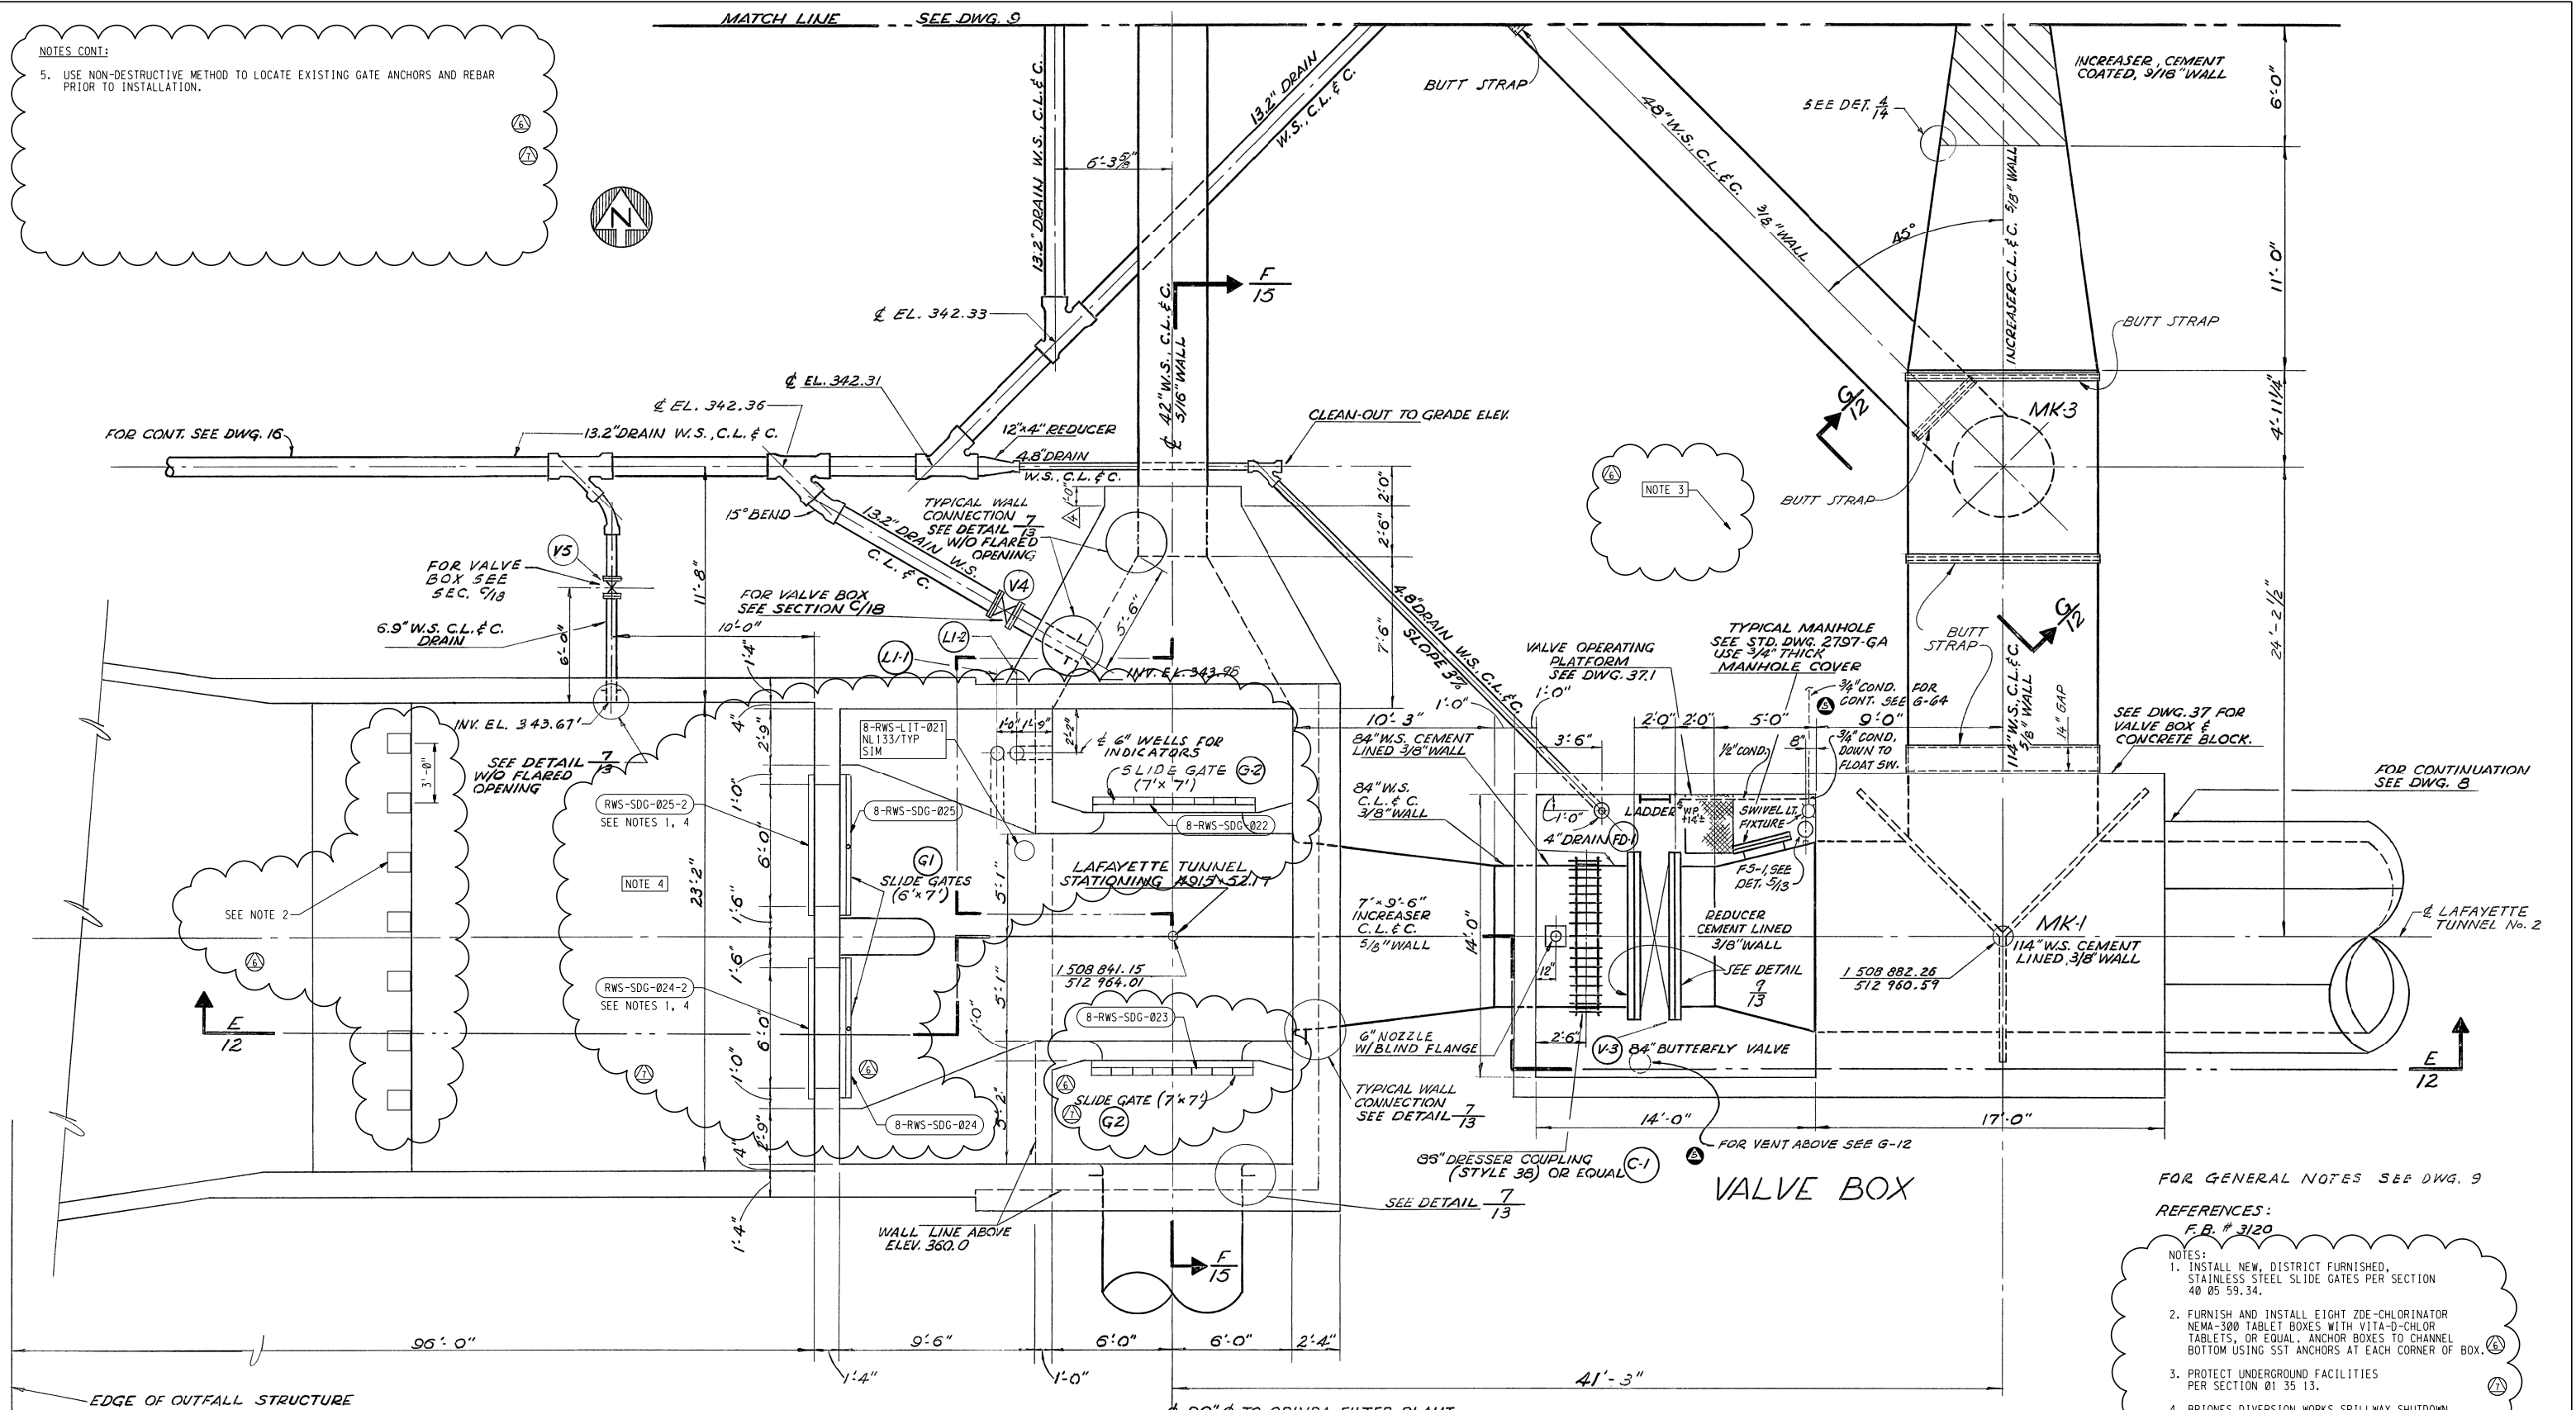 MATCH LINE SEE DWG. 9
NOTES CONT:
5. USE NON-DESTRUCTIVE METHOD TO LOCATE EXISTING GATE ANCHORS AND REBAR
PRIOR TO INSTALLATION.
6
7
N
13.2" DRAIN W.S., C.L. & C.
6'-3 5/8"
13.2" DRAIN
W.S., C.L. & C.
BUTT STRAP
48" W.S., C.L. & C. 3/8" WALL
45°
SEE DET. 4/14
INCREASER, CEMENT
COATED, 9/16" WALL
6'-0"
11'-0"
INCREASER C.L. & C. 5/8" WALL
BUTT STRAP
F
15
℄ EL. 342.33
℄ 42" W.S., C.L. & C.
5/16" WALL
℄ EL. 342.31
℄ EL. 342.36
FOR CONT. SEE DWG. 16
13.2" DRAIN W.S., C.L. & C.
12"x4" REDUCER
4.8" DRAIN
W.S., C.L. & C.
CLEAN-OUT TO GRADE ELEV.
G/12
MK-3
4'-11 1/4"
6
NOTE 3
BUTT STRAP
TYPICAL WALL
CONNECTION
SEE DETAIL 7/13
W/O FLARED
OPENING
4
1'-0"
2'-0"
2'-6"
7'-6"
15° BEND
13.2" DRAIN W.S.
C.L. & C.
V5
V4
FOR VALVE
BOX SEE
SEC. C/18
11'-8"
FOR VALVE BOX
SEE SECTION C/18
5'-6"
4.8" DRAIN W.S. C.L. & C.
SLOPE 3%
6.9" W.S. C.L. & C.
DRAIN
6'-0"
10'-0"
1'-4"
L1-1
L1-2
INV. EL. 343.96
VALVE OPERATING
PLATFORM
SEE DWG. 37.1
TYPICAL MANHOLE
SEE STD. DWG. 2797-GA
USE 3/4" THICK
MANHOLE COVER
BUTT
STRAP
G/12
24'-2 1/2"
3/4" COND. FOR
CONT. SEE G-64
5
INV. EL. 343.67'
SEE DETAIL 7/13
W/O FLARED
OPENING
3'-0"
4"
2'-9"
8-RWS-LIT-021
NL133/TYP
SIM
1'-0" 1'-9"
2'-2"
℄ 6" WELLS FOR
INDICATORS
SLIDE GATE G-2
(7'x 7')
8-RWS-SDG-022
10'-3"
84" W.S. CEMENT
LINED 3/8" WALL
1'-0"
1'-0"
3'-6"
2'-0" 2'-0" 5'-0" 9'-0"
1/2" COND.
8"
3/4" COND.
DOWN TO
FLOAT SW.
114" W.S. C.L. & C.
5/8" WALL
14" GAP
SEE DWG. 37 FOR
VALVE BOX &
CONCRETE BLOCK.
FOR CONTINUATION
SEE DWG. 8
84" W.S.
C.L. & C.
3/8" WALL
1'-0"
4" DRAIN FD-1
LADDER
SWIVEL LT.
FIXTURE
FS-1, SEE
DET. 5/13
RWS-SDG-025-2
SEE NOTES 1, 4
8-RWS-SDG-025
1'-0"
6'-0"
G1
SLIDE GATES
(6'x 7')
NOTE 4
23'-2"
1'-6"
5'-1"
LAFAYETTE TUNNEL
STATIONING
7'x 9'-6"
INCREASER
C.L. & C.
5/8" WALL
14'-0"
REDUCER
CEMENT LINED
3/8" WALL
SEE DETAIL
9
13
12"
SEE NOTE 2
6
1'-6"
5'-1"
1 508 841.15
512 964.01
MK-1
114" W.S. CEMENT
LINED, 3/8" WALL
1 508 882.26
512 960.59
℄ LAFAYETTE
TUNNEL No. 2
RWS-SDG-024-2
SEE NOTES 1, 4
6'-0"
1'-0"
8-RWS-SDG-023
6" NOZZLE
W/BLIND FLANGE
2'-6"
V-3 84" BUTTERFLY VALVE
E
12
E
12
7
1'-0"
6
6
7
SLIDE GATE (7'x 7')
G2
8-RWS-SDG-024
2'-9"
4"
1'-4"
TYPICAL WALL
CONNECTION
SEE DETAIL 7/13
14'-0"
17'-0"
FOR VENT ABOVE SEE G-12
5
DRESSER COUPLING
(STYLE 38) OR EQUAL C-1
SEE DETAIL 7/13
VALVE BOX
WALL LINE ABOVE
ELEV. 360.0
F
15
FOR GENERAL NOTES SEE DWG. 9
REFERENCES:
F.B. # 3120
NOTES:
1. INSTALL NEW, DISTRICT FURNISHED,
STAINLESS STEEL SLIDE GATES PER SECTION
40 05 59.34.
2. FURNISH AND INSTALL EIGHT ZDE-CHLORINATOR
NEMA-300 TABLET BOXES WITH VITA-D-CHLOR
TABLETS, OR EQUAL. ANCHOR BOXES TO CHANNEL
BOTTOM USING SST ANCHORS AT EACH CORNER OF BOX. 6
3. PROTECT UNDERGROUND FACILITIES
PER SECTION 01 35 13.
7
4. BRIONES DIVERSION WORKS SPILLWAY SHUTDOWN
96'-0" 9'-6" 6'-0" 6'-0" 2'-4"
1'-4" 1'-0"
41'-3"
EDGE OF OUTFALL STRUCTURE